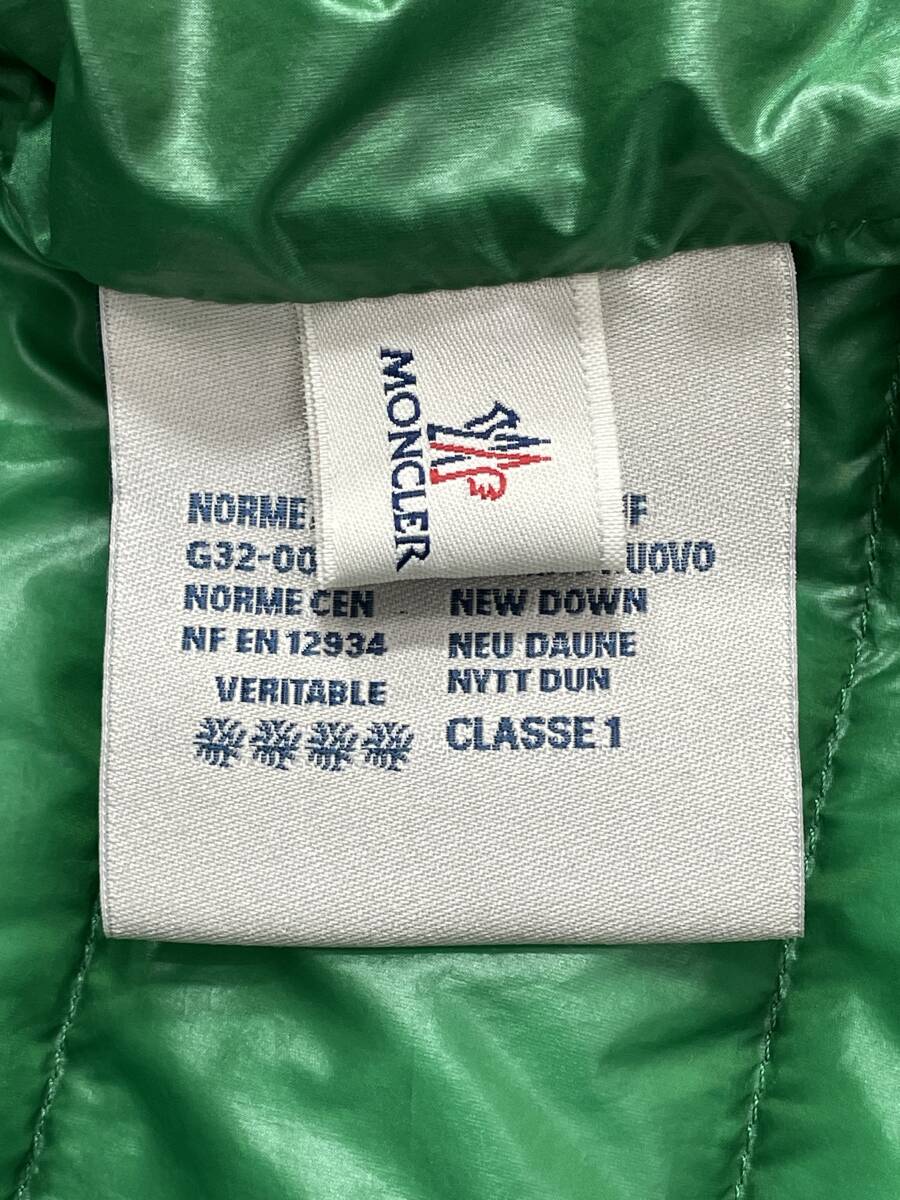 MONCLER
NORME
G32-00
NORME CEN
NF EN 12934
VERITABLE
NEW DOWN
NEU DAUNE
NYTT DUN
CLASSE 1